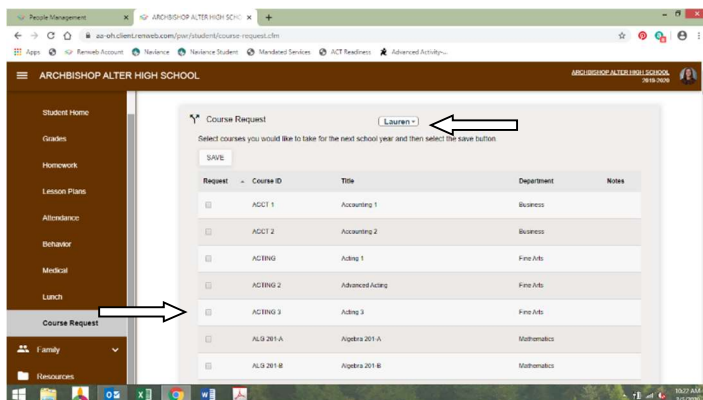 People Management
ARCHBISHOP ALTER HIGH SCHO
aa-oh.client.renweb.com/pwr/student/course-request.cfm
Apps Renweb Account Naviance Naviance Student Mandated Services ACT Readiness Advanced Activity-...
ARCHBISHOP ALTER HIGH SCHOOL
ARCHBISHOP ALTER HIGH SCHOOL
2019-2020
Student Home
Grades
Homework
Lesson Plans
Attendance
Behavior
Medical
Lunch
Course Request
Family
Resources
Course Request Lauren
Select courses you would like to take for the next school year and then select the save button
SAVE
Request Course ID Title Department Notes
ACCT 1 Accounting 1 Business
ACCT 2 Accounting 2 Business
ACTING Acting 1 Fine Arts
ACTING 2 Advanced Acting Fine Arts
ACTING 3 Acting 3 Fine Arts
ALG 201-A Algebra 201-A Mathematics
ALG 201-B Algebra 201-B Mathematics
10:27 AM